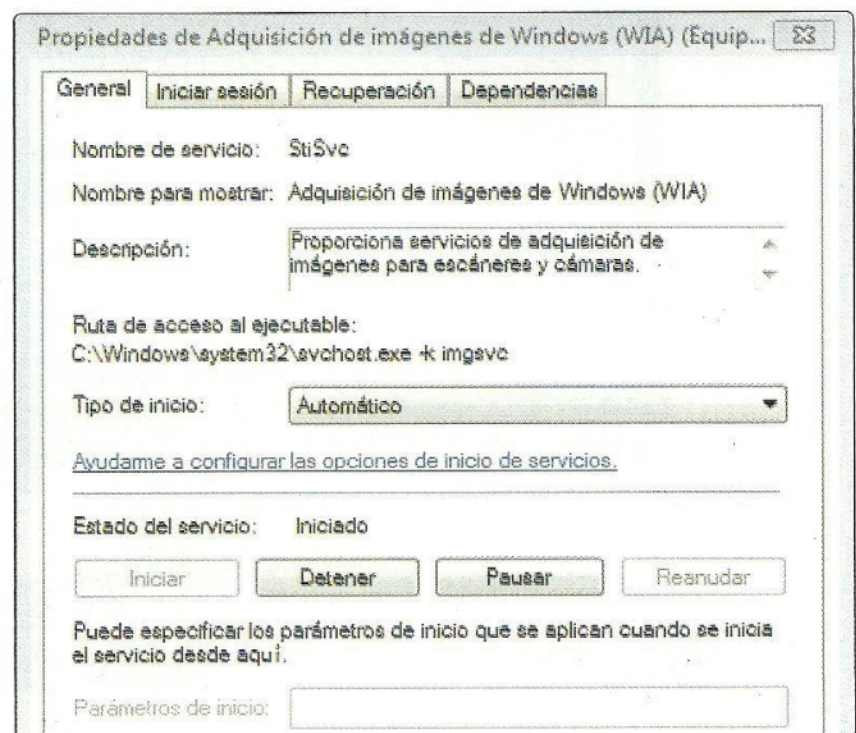 Propiedades de Adquisición de imágenes de Windows (WIA) (Equip...
General Iniciar sesión Recuperación Dependencias
Nombre de servicio: StiSvc
Nombre para mostrar: Adquisición de imágenes de Windows (WIA)
Descripción: Proporciona servicios de adquisición de
imágenes para escáneres y cámaras.
Ruta de acceso al ejecutable:
C:\Windows\system32\svchost.exe -k imgsvc
Tipo de inicio: Automático
Ayudarme a configurar las opciones de inicio de servicios.
Estado del servicio: Iniciado
Iniciar Detener Pausar Reanudar
Puede especificar los parámetros de inicio que se aplican cuando se inicia
el servicio desde aquí.
Parámetros de inicio: